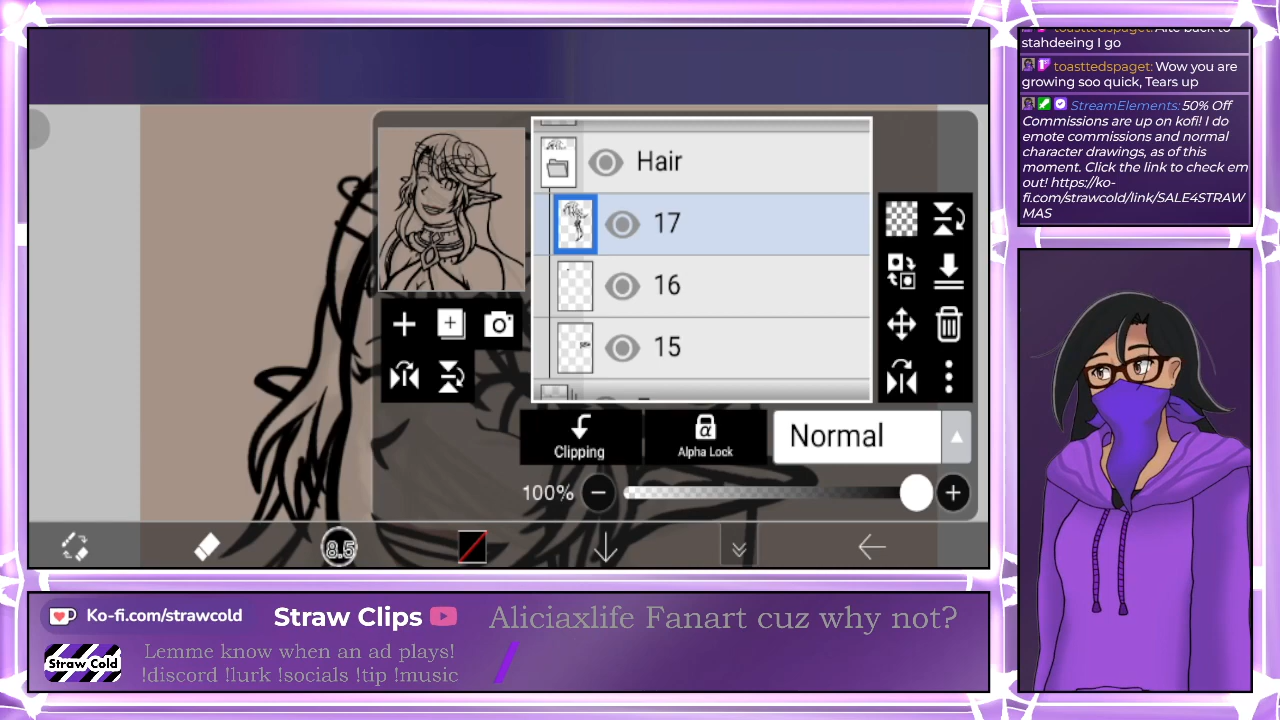 Hair
17
16
15
Clipping
Alpha Lock
Normal
100%
8.5
toasttedspaget: Aite back to
stahdeeing I go
toasttedspaget: Wow you are
growing soo quick, Tears up
StreamElements: 50% Off
Commissions are up on kofi! I do
emote commissions and normal
character drawings, as of this
moment. Click the link to check em
out! https://ko-
fi.com/strawcold/link/SALE4STRAW
MAS
Ko-fi.com/strawcold
Straw Clips
Aliciaxlife Fanart cuz why not?
Straw Cold
Lemme know when an ad plays!
!discord !lurk !socials !tip !music
/